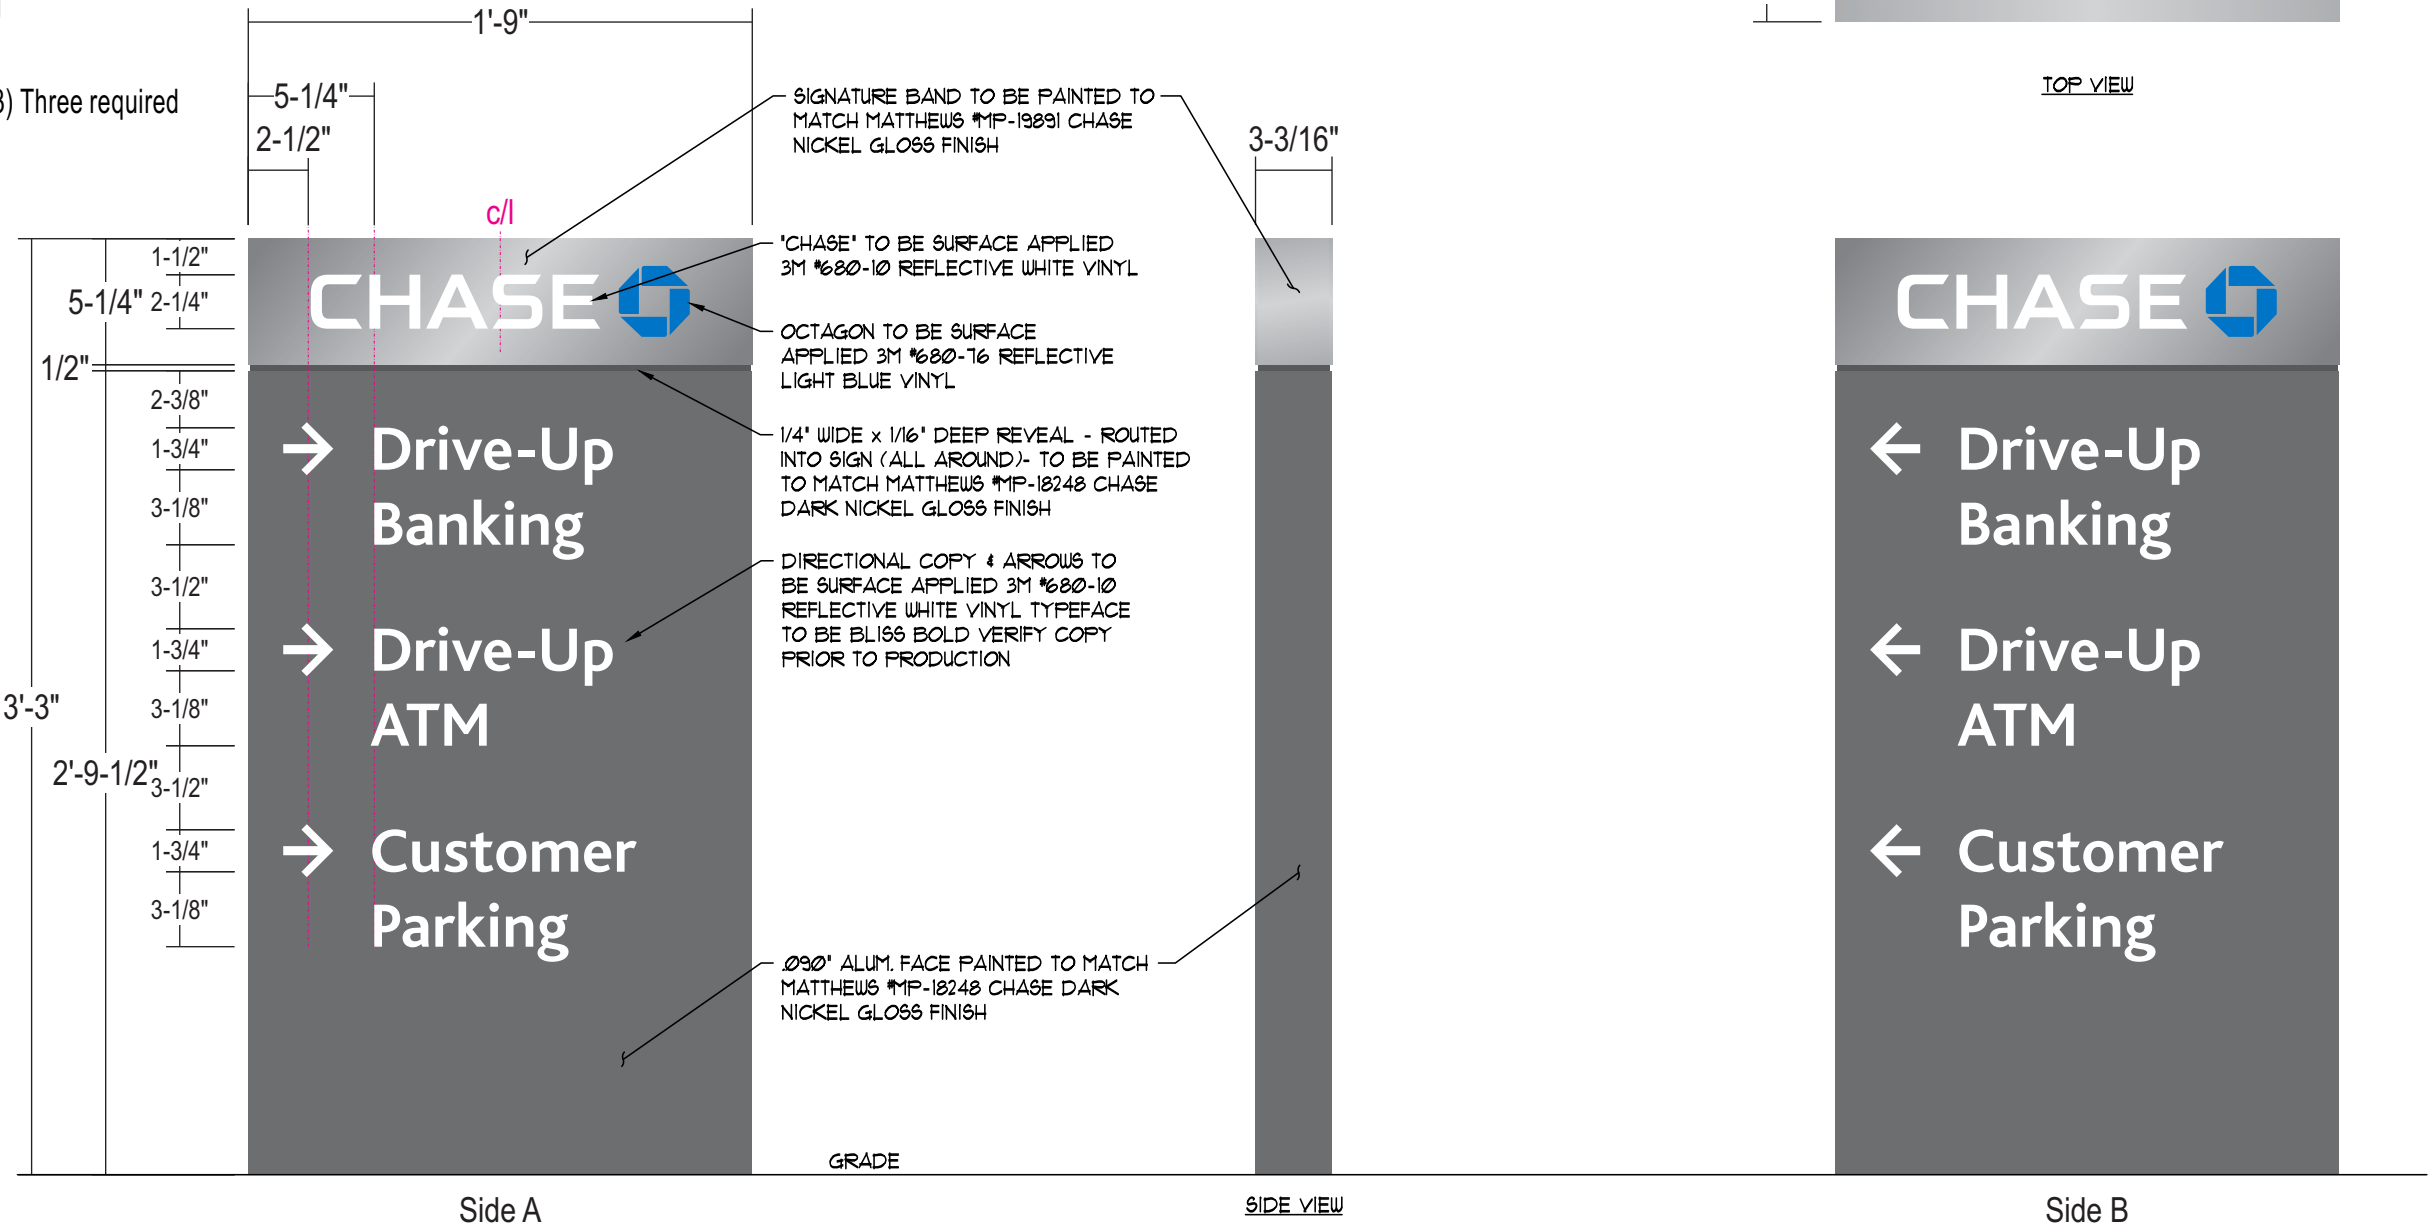 1'-9"
3) Three required
5-1/4"
2-1/2"
c/l
SIGNATURE BAND TO BE PAINTED TO
MATCH MATTHEWS #MP-19891 CHASE
NICKEL GLOSS FINISH
3-3/16"
TOP VIEW
1-1/2"
5-1/4"
2-1/4"
1/2"
2-3/8"
1-3/4"
3-1/8"
3-1/2"
1-3/4"
3-1/8"
3'-3"
2'-9-1/2"
3-1/2"
1-3/4"
3-1/8"
CHASE
→ Drive-Up
Banking
→ Drive-Up
ATM
→ Customer
Parking
"CHASE" TO BE SURFACE APPLIED
3M #680-10 REFLECTIVE WHITE VINYL
OCTAGON TO BE SURFACE
APPLIED 3M #680-76 REFLECTIVE
LIGHT BLUE VINYL
1/4" WIDE x 1/16" DEEP REVEAL - ROUTED
INTO SIGN (ALL AROUND)- TO BE PAINTED
TO MATCH MATTHEWS #MP-18248 CHASE
DARK NICKEL GLOSS FINISH
DIRECTIONAL COPY & ARROWS TO
BE SURFACE APPLIED 3M #680-10
REFLECTIVE WHITE VINYL TYPEFACE
TO BE BLISS BOLD VERIFY COPY
PRIOR TO PRODUCTION
.090" ALUM. FACE PAINTED TO MATCH
MATTHEWS #MP-18248 CHASE DARK
NICKEL GLOSS FINISH
GRADE
CHASE
← Drive-Up
Banking
← Drive-Up
ATM
← Customer
Parking
Side A
SIDE VIEW
Side B